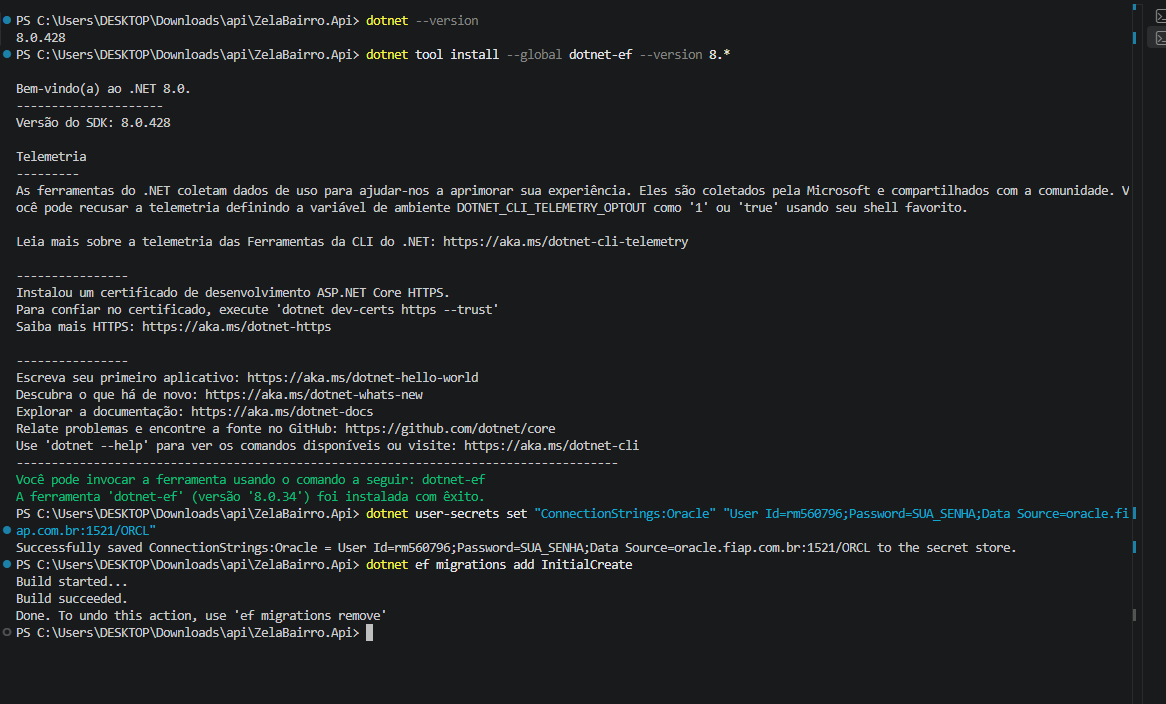 PS C:\Users\DESKTOP\Downloads\api\ZelaBairro.Api> dotnet --version
8.0.428
PS C:\Users\DESKTOP\Downloads\api\ZelaBairro.Api> dotnet tool install --global dotnet-ef --version 8.*
Bem-vindo(a) ao .NET 8.0.
---------------------
Versão do SDK: 8.0.428
Telemetria
---------
As ferramentas do .NET coletam dados de uso para ajudar-nos a aprimorar sua experiência. Eles são coletados pela Microsoft e compartilhados com a comunidade. V
ocê pode recusar a telemetria definindo a variável de ambiente DOTNET_CLI_TELEMETRY_OPTOUT como '1' ou 'true' usando seu shell favorito.
Leia mais sobre a telemetria das Ferramentas da CLI do .NET: https://aka.ms/dotnet-cli-telemetry
----------------
Instalou um certificado de desenvolvimento ASP.NET Core HTTPS.
Para confiar no certificado, execute 'dotnet dev-certs https --trust'
Saiba mais HTTPS: https://aka.ms/dotnet-https
----------------
Escreva seu primeiro aplicativo: https://aka.ms/dotnet-hello-world
Descubra o que há de novo: https://aka.ms/dotnet-whats-new
Explorar a documentação: https://aka.ms/dotnet-docs
Relate problemas e encontre a fonte no GitHub: https://github.com/dotnet/core
Use 'dotnet --help' para ver os comandos disponíveis ou visite: https://aka.ms/dotnet-cli
--------------------------------------------------------------------------------------
Você pode invocar a ferramenta usando o comando a seguir: dotnet-ef
A ferramenta 'dotnet-ef' (versão '8.0.34') foi instalada com êxito.
PS C:\Users\DESKTOP\Downloads\api\ZelaBairro.Api> dotnet user-secrets set "ConnectionStrings:Oracle" "User Id=rm560796;Password=SUA_SENHA;Data Source=oracle.fi
ap.com.br:1521/ORCL"
Successfully saved ConnectionStrings:Oracle = User Id=rm560796;Password=SUA_SENHA;Data Source=oracle.fiap.com.br:1521/ORCL to the secret store.
PS C:\Users\DESKTOP\Downloads\api\ZelaBairro.Api> dotnet ef migrations add InitialCreate
Build started...
Build succeeded.
Done. To undo this action, use 'ef migrations remove'
PS C:\Users\DESKTOP\Downloads\api\ZelaBairro.Api>